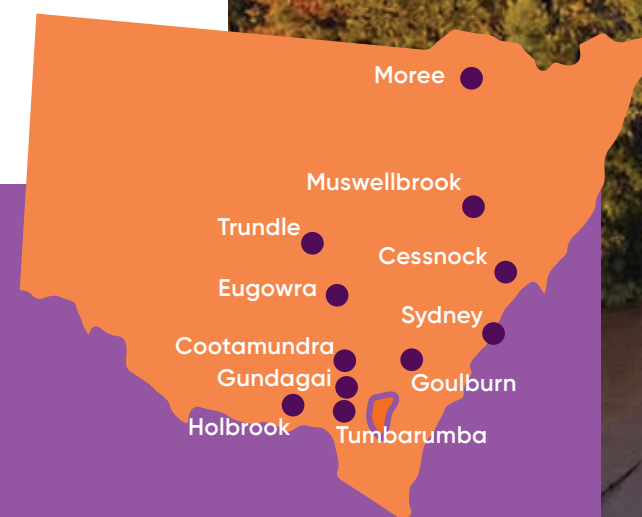 Moree
Muswellbrook
Trundle
Cessnock
Eugowra
Sydney
Cootamundra
Gundagai
Goulburn
Holbrook
Tumbarumba